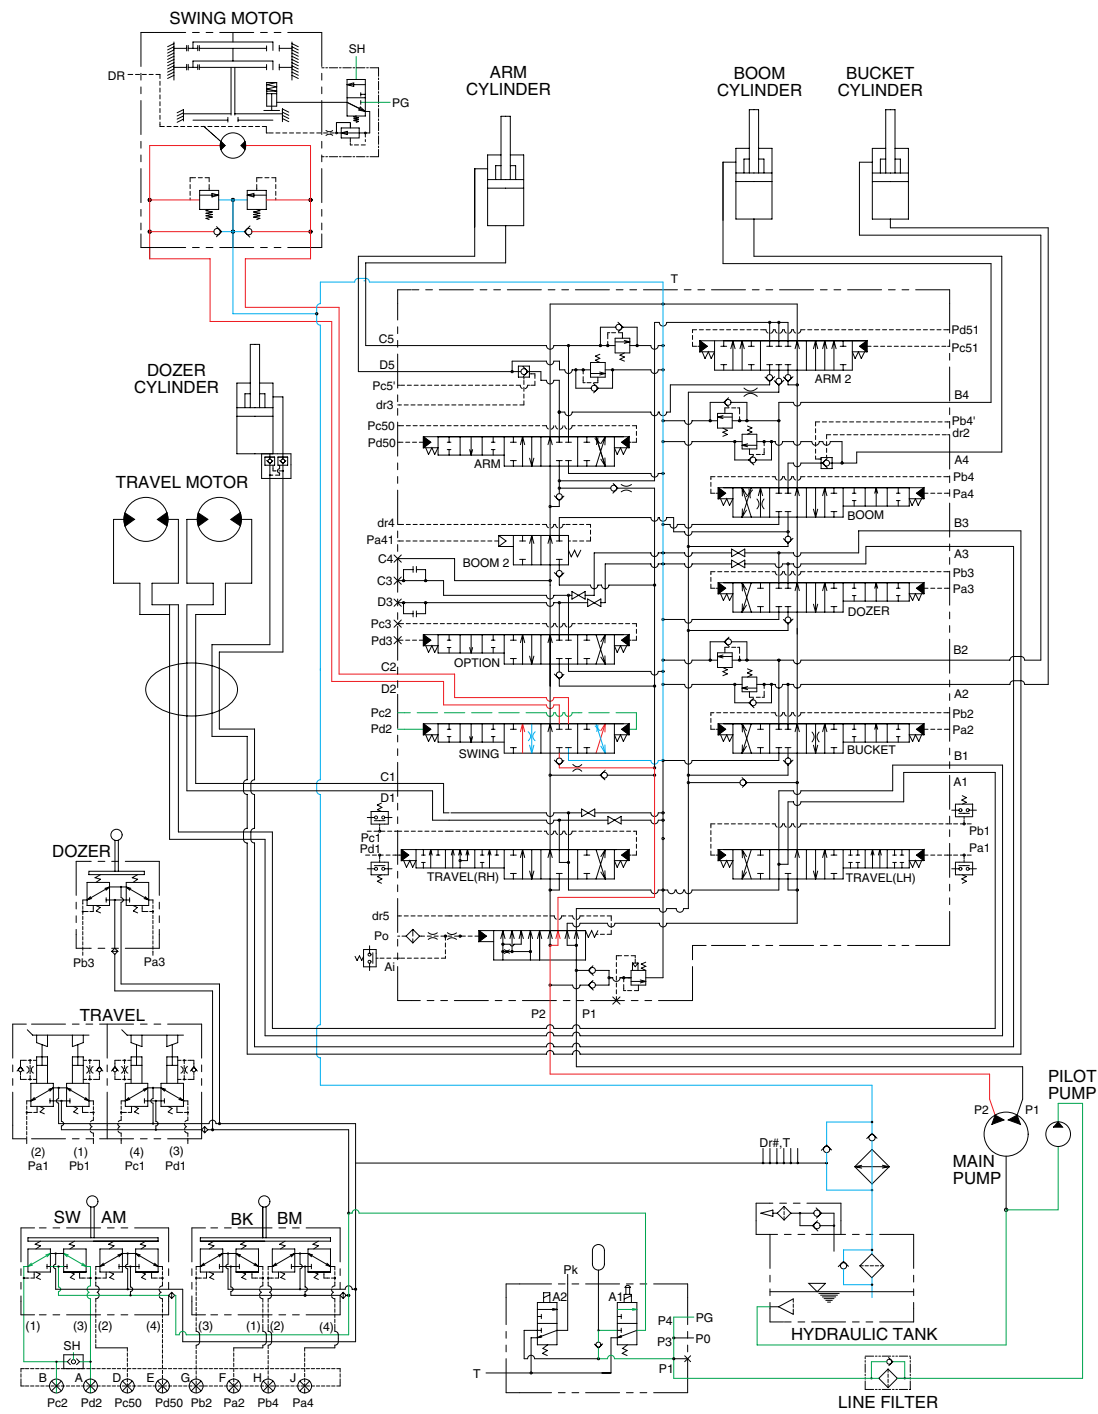 SWING MOTOR
SH
DR
PG
ARM
CYLINDER
BOOM
CYLINDER
BUCKET
CYLINDER
T
DOZER
CYLINDER
C5
D5
Pc5'
dr3
Pc50
Pd50
ARM
Pd51
Pc51
ARM 2
B4
Pb4'
dr2
A4
Pb4
Pa4
BOOM
TRAVEL MOTOR
dr4
Pa41
BOOM 2
C4
C3
D3
Pc3
Pd3
OPTION
B3
A3
Pb3
Pa3
DOZER
C2
D2
Pc2
Pd2
SWING
B2
A2
Pb2
Pa2
BUCKET
C1
D1
Pc1
Pd1
TRAVEL(RH)
B1
A1
Pb1
Pa1
TRAVEL(LH)
dr5
Po
Ai
P2
P1
DOZER
Pb3
Pa3
TRAVEL
(2)
(1)
(4)
(3)
Pa1
Pb1
Pc1
Pd1
PILOT
PUMP
P2
P1
MAIN
PUMP
Dr#,T
SW
AM
BK
BM
(1)
(3)
(2)
(4)
(3)
(1)
(2)
(4)
SH
B
A
D
E
G
F
H
J
Pc2
Pd2
Pc50
Pd50
Pb2
Pa2
Pb4
Pa4
Pk
A2
A1
P4
PG
P3
P0
P1
T
HYDRAULIC TANK
LINE FILTER